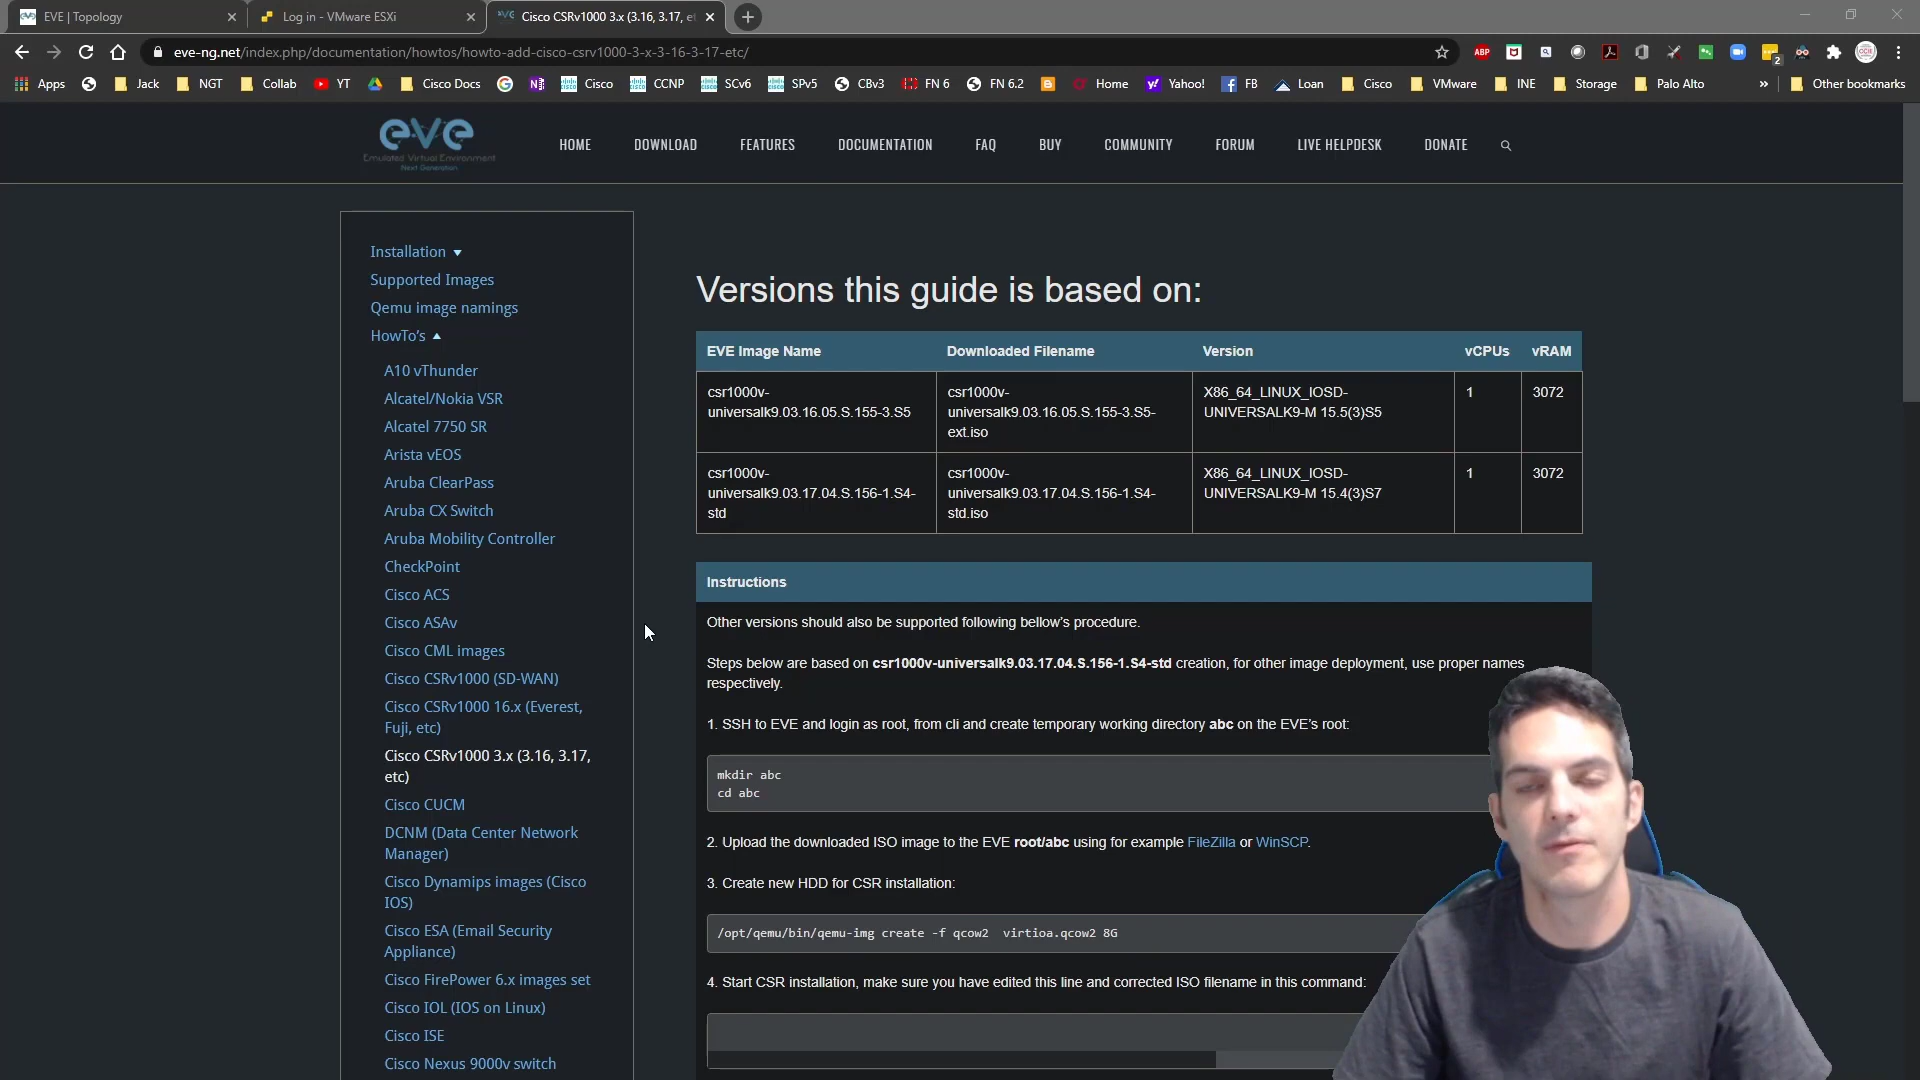 EVE | Topology
Log in - VMware ESXi
Cisco CSRv1000 3.x (3.16, 3.17, et
eve-ng.net/index.php/documentation/howtos/howto-add-cisco-csrv1000-3-x-3-16-3-17-etc/
ABP
2
Apps Jack NGT Collab YT Cisco Docs Cisco CCNP SCv6 SPv5 CBv3 FN 6 FN 6.2 Home Yahoo! FB Loan Cisco VMware INE Storage Palo Alto » Other bookmarks
eve
Emulated Virtual Environment
Next Generation
HOME DOWNLOAD FEATURES DOCUMENTATION FAQ BUY COMMUNITY FORUM LIVE HELPDESK DONATE
Installation
Supported Images
Qemu image namings
HowTo's
A10 vThunder
Alcatel/Nokia VSR
Alcatel 7750 SR
Arista vEOS
Aruba ClearPass
Aruba CX Switch
Aruba Mobility Controller
CheckPoint
Cisco ACS
Cisco ASAv
Cisco CML images
Cisco CSRv1000 (SD-WAN)
Cisco CSRv1000 16.x (Everest,
Fuji, etc)
Cisco CSRv1000 3.x (3.16, 3.17,
etc)
Cisco CUCM
DCNM (Data Center Network
Manager)
Cisco Dynamips images (Cisco
IOS)
Cisco ESA (Email Security
Appliance)
Cisco FirePower 6.x images set
Cisco IOL (IOS on Linux)
Cisco ISE
Cisco Nexus 9000v switch
Versions this guide is based on:
EVE Image Name Downloaded Filename Version vCPUs vRAM
csr1000v- csr1000v- X86_64_LINUX_IOSD- 1 3072
universalk9.03.16.05.S.155-3.S5 universalk9.03.16.05.S.155-3.S5- UNIVERSALK9-M 15.5(3)S5
ext.iso
csr1000v- csr1000v- X86_64_LINUX_IOSD- 1 3072
universalk9.03.17.04.S.156-1.S4- universalk9.03.17.04.S.156-1.S4- UNIVERSALK9-M 15.4(3)S7
std std.iso
Instructions
Other versions should also be supported following bellow's procedure.
Steps below are based on csr1000v-universalk9.03.17.04.S.156-1.S4-std creation, for other image deployment, use proper names
respectively.
1. SSH to EVE and login as root, from cli and create temporary working directory abc on the EVE's root:
mkdir abc
cd abc
2. Upload the downloaded ISO image to the EVE root/abc using for example FileZilla or WinSCP.
3. Create new HDD for CSR installation:
/opt/qemu/bin/qemu-img create -f qcow2 virtioa.qcow2 8G
4. Start CSR installation, make sure you have edited this line and corrected ISO filename in this command: